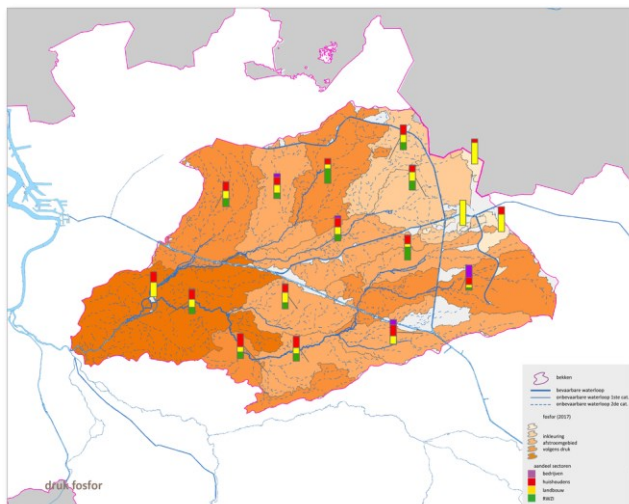 bekken
bevaarbare waterloop
onbevaarbare waterloop 1ste cat.
onbevaarbare waterloop 2de cat.
fosfor (2017)
inkleuring
afstroomgebied
volgens druk
aandeel sectoren
bedrijven
huishoudens
landbouw
RWZI
druk fosfor